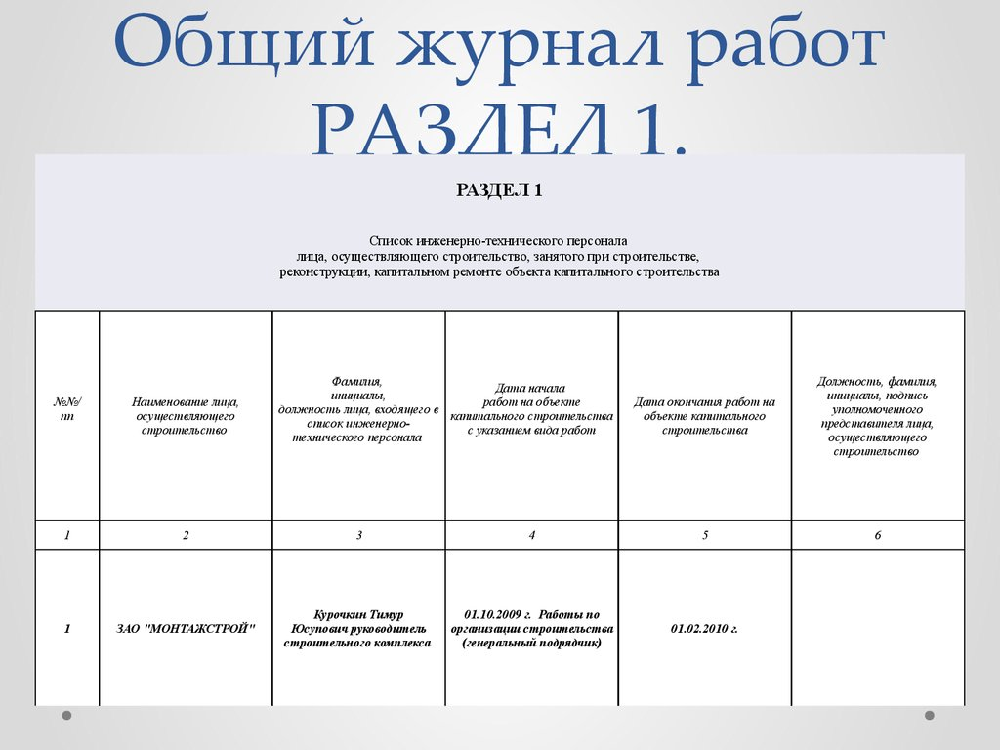 Общий журнал работ
РАЗДЕЛ 1.
РАЗДЕЛ 1
Список инженерно-технического персонала
лица, осуществляющего строительство, занятого при строительстве,
реконструкции, капитальном ремонте объекта капитального строительства
№№/
пп
Наименование лица,
осуществляющего
строительство
Фамилия,
инициалы,
должность лица, входящего в
список инженерно-
технического персонала
Дата начала
работ на объекте
капитального строительства
с указанием вида работ
Дата окончания работ на
объекте капитального
строительства
Должность, фамилия,
инициалы, подпись
уполномоченного
представителя лица,
осуществляющего
строительство
1
2
3
4
5
6
1
ЗАО "МОНТАЖСТРОЙ"
Курочкин Тимур
Юсупович руководитель
строительного комплекса
01.10.2009 г. Работы по
организации строительства
(генеральный подрядчик)
01.02.2010 г.